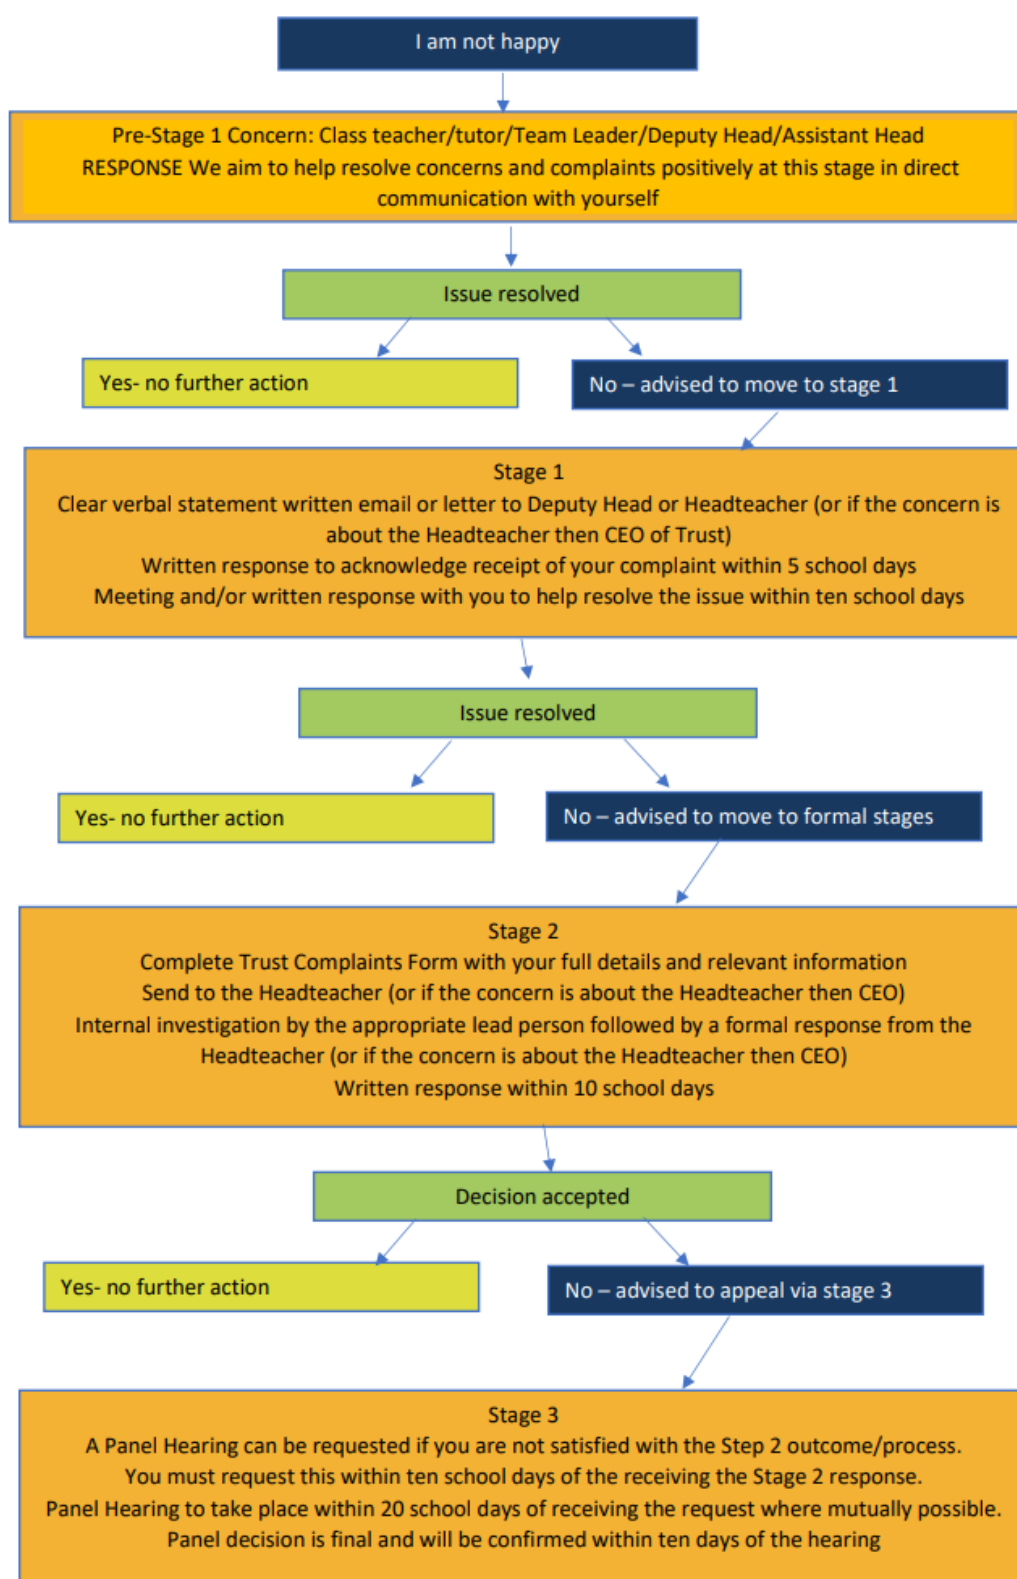 I am not happy
Pre-Stage 1 Concern: Class teacher/tutor/Team Leader/Deputy Head/Assistant Head
RESPONSE We aim to help resolve concerns and complaints positively at this stage in direct
communication with yourself
Issue resolved
Yes- no further action
No – advised to move to stage 1
Stage 1
Clear verbal statement written email or letter to Deputy Head or Headteacher (or if the concern is
about the Headteacher then CEO of Trust)
Written response to acknowledge receipt of your complaint within 5 school days
Meeting and/or written response with you to help resolve the issue within ten school days
Issue resolved
Yes- no further action
No – advised to move to formal stages
Stage 2
Complete Trust Complaints Form with your full details and relevant information
Send to the Headteacher (or if the concern is about the Headteacher then CEO)
Internal investigation by the appropriate lead person followed by a formal response from the
Headteacher (or if the concern is about the Headteacher then CEO)
Written response within 10 school days
Decision accepted
Yes- no further action
No – advised to appeal via stage 3
Stage 3
A Panel Hearing can be requested if you are not satisfied with the Step 2 outcome/process.
You must request this within ten school days of the receiving the Stage 2 response.
Panel Hearing to take place within 20 school days of receiving the request where mutually possible.
Panel decision is final and will be confirmed within ten days of the hearing